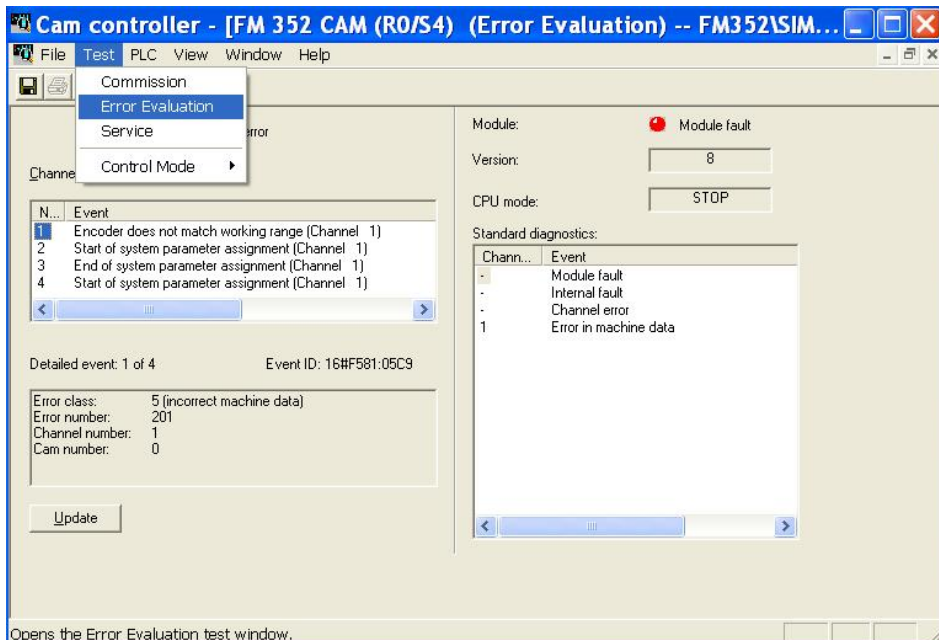 Cam controller - [FM 352 CAM (R0/S4) (Error Evaluation) -- FM352\SIM...
File Test PLC View Window Help
Commission
Error Evaluation
Service
Control Mode
error
Channe
N... Event
1 Encoder does not match working range (Channel 1)
2 Start of system parameter assignment (Channel 1)
3 End of system parameter assignment (Channel 1)
4 Start of system parameter assignment (Channel 1)
Detailed event: 1 of 4 Event ID: 16#F581:05C9
Error class: 5 (incorrect machine data)
Error number: 201
Channel number: 1
Cam number: 0
Update
Module: Module fault
Version: 8
CPU mode: STOP
Standard diagnostics:
Chann... Event
- Module fault
- Internal fault
- Channel error
1 Error in machine data
Opens the Error Evaluation test window.